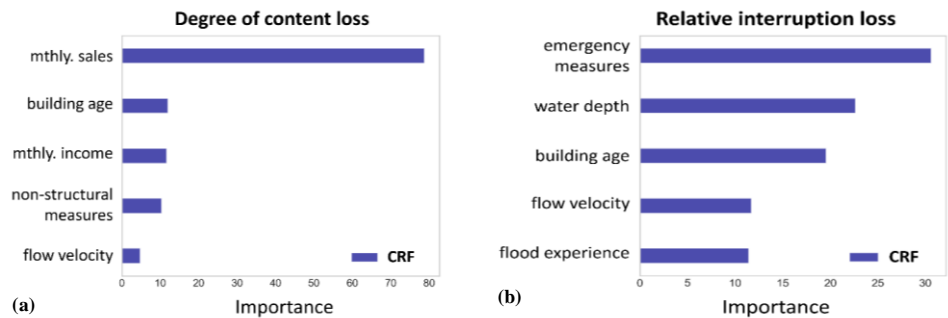 Degree of content loss
mthly. sales
building age
mthly. income
non-structural
measures
flow velocity
CRF
0 10 20 30 40 50 60 70 80
(a)
Importance
Relative interruption loss
emergency
measures
water depth
building age
flow velocity
flood experience
CRF
0 5 10 15 20 25 30
(b)
Importance